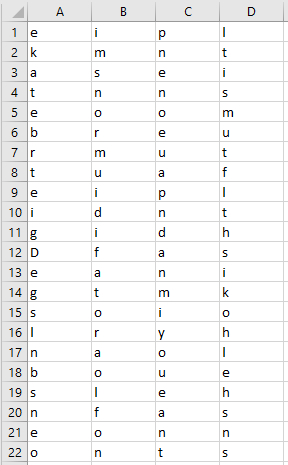 A B C D
1 e i p l
2 k m n t
3 a s e i
4 t n n s
5 e o o m
6 b r e u
7 r m u t
8 t u a f
9 e i p l
10 i d n t
11 g i d h
12 D f a s
13 e a n i
14 g t m k
15 s o i o
16 l r y h
17 n a o l
18 b o u e
19 s l e h
20 n f a s
21 e o n n
22 o n t s